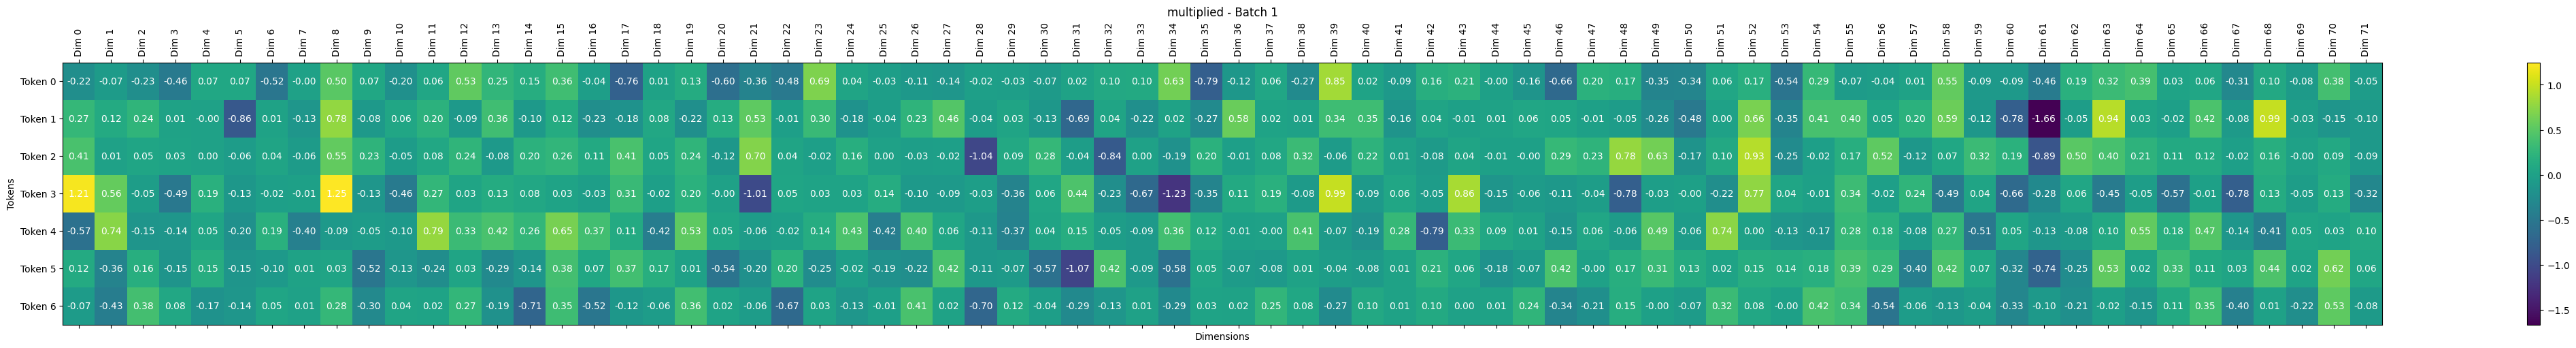 multiplied - Batch 1
Dim 0 Dim 1 Dim 2 Dim 3 Dim 4 Dim 5 Dim 6 Dim 7 Dim 8 Dim 9 Dim 10 Dim 11 Dim 12 Dim 13 Dim 14 Dim 15 Dim 16 Dim 17 Dim 18 Dim 19 Dim 20 Dim 21 Dim 22 Dim 23 Dim 24 Dim 25 Dim 26 Dim 27 Dim 28 Dim 29 Dim 30 Dim 31 Dim 32 Dim 33 Dim 34 Dim 35 Dim 36 Dim 37 Dim 38 Dim 39 Dim 40 Dim 41 Dim 42 Dim 43 Dim 44 Dim 45 Dim 46 Dim 47 Dim 48 Dim 49 Dim 50 Dim 51 Dim 52 Dim 53 Dim 54 Dim 55 Dim 56 Dim 57 Dim 58 Dim 59 Dim 60 Dim 61 Dim 62 Dim 63 Dim 64 Dim 65 Dim 66 Dim 67 Dim 68 Dim 69 Dim 70 Dim 71
Token 0 -0.22 -0.07 -0.23 -0.46 0.07 0.07 -0.52 -0.00 0.50 0.07 -0.20 0.06 0.53 0.25 0.15 0.36 -0.04 -0.76 0.01 0.13 -0.60 -0.36 -0.48 0.69 0.04 -0.03 -0.11 -0.14 -0.02 -0.03 -0.07 0.02 0.10 0.10 0.63 -0.79 -0.12 0.06 -0.27 0.85 0.02 -0.09 0.16 0.21 -0.00 -0.16 -0.66 0.20 0.17 -0.35 -0.34 0.06 0.17 -0.54 0.29 -0.07 -0.04 0.01 0.55 -0.09 -0.09 -0.46 0.19 0.32 0.39 0.03 0.06 -0.31 0.10 -0.08 0.38 -0.05
Token 1 0.27 0.12 0.24 0.01 -0.00 -0.86 0.01 -0.13 0.78 -0.08 0.06 0.20 -0.09 0.36 -0.10 0.12 -0.23 -0.18 0.08 -0.22 0.13 0.53 -0.01 0.30 -0.18 -0.04 0.23 0.46 -0.04 0.03 -0.13 -0.69 0.04 -0.22 0.02 -0.27 0.58 0.02 0.01 0.34 0.35 -0.16 0.04 -0.01 0.01 0.06 0.05 -0.01 -0.05 -0.26 -0.48 0.00 0.66 -0.35 0.41 0.40 0.05 0.20 0.59 -0.12 -0.78 -1.66 -0.05 0.94 0.03 -0.02 0.42 -0.08 0.99 -0.03 -0.15 -0.10
Token 2 0.41 0.01 0.05 0.03 0.00 -0.06 0.04 -0.06 0.55 0.23 -0.05 0.08 0.24 -0.08 0.20 0.26 0.11 0.41 0.05 0.24 -0.12 0.70 0.04 -0.02 0.16 0.00 -0.03 -0.02 -1.04 0.09 0.28 -0.04 -0.84 0.00 -0.19 0.20 -0.01 0.08 0.32 -0.06 0.22 0.01 -0.08 0.04 -0.01 -0.00 0.29 0.23 0.78 0.63 -0.17 0.10 0.93 -0.25 -0.02 0.17 0.52 -0.12 0.07 0.32 0.19 -0.89 0.50 0.40 0.21 0.11 0.12 -0.02 0.16 -0.00 0.09 -0.09
Token 3 1.21 0.56 -0.05 -0.49 0.19 -0.13 -0.02 -0.01 1.25 -0.13 -0.46 0.27 0.03 0.13 0.08 0.03 -0.03 0.31 -0.02 0.20 -0.00 -1.01 0.05 0.03 0.03 0.14 -0.10 -0.09 -0.03 -0.36 0.06 0.44 -0.23 -0.67 -1.23 -0.35 0.11 0.19 -0.08 0.99 -0.09 0.06 -0.05 0.86 -0.15 -0.06 -0.11 -0.04 -0.78 -0.03 -0.00 -0.22 0.77 0.04 -0.01 0.34 -0.02 0.24 -0.49 0.04 -0.66 -0.28 0.06 -0.45 -0.05 -0.57 -0.01 -0.78 0.13 -0.05 0.13 -0.32
Token 4 -0.57 0.74 -0.15 -0.14 0.05 -0.20 0.19 -0.40 -0.09 -0.05 -0.10 0.79 0.33 0.42 0.26 0.65 0.37 0.11 -0.42 0.53 0.05 -0.06 -0.02 0.14 0.43 -0.42 0.40 0.06 -0.11 -0.37 0.04 0.15 -0.05 -0.09 0.36 0.12 -0.01 -0.00 0.41 -0.07 -0.19 0.28 -0.79 0.33 0.09 0.01 -0.15 0.06 -0.06 0.49 -0.06 0.74 0.00 -0.13 -0.17 0.28 0.18 -0.08 0.27 -0.51 0.05 -0.13 -0.08 0.10 0.55 0.18 0.47 -0.14 -0.41 0.05 0.03 0.10
Token 5 0.12 -0.36 0.16 -0.15 0.15 -0.15 -0.10 0.01 0.03 -0.52 -0.13 -0.24 0.03 -0.29 -0.14 0.38 0.07 0.37 0.17 0.01 -0.54 -0.20 0.20 -0.25 -0.02 -0.19 -0.22 0.42 -0.11 -0.07 -0.57 -1.07 0.42 -0.09 -0.58 0.05 -0.07 -0.08 0.01 -0.04 -0.08 0.01 0.21 0.06 -0.18 -0.07 0.42 -0.00 0.17 0.31 0.13 0.02 0.15 0.14 0.18 0.39 0.29 -0.40 0.42 0.07 -0.32 -0.74 -0.25 0.53 0.02 0.33 0.11 0.03 0.44 0.02 0.62 0.06
Token 6 -0.07 -0.43 0.38 0.08 -0.17 -0.14 0.05 0.01 0.28 -0.30 0.04 0.02 0.27 -0.19 -0.71 0.35 -0.52 -0.12 -0.06 0.36 0.02 -0.06 -0.67 0.03 -0.13 -0.01 0.41 0.02 -0.70 0.12 -0.04 -0.29 -0.13 0.01 -0.29 0.03 0.02 0.25 0.08 -0.27 0.10 0.01 0.10 0.00 0.01 0.24 -0.34 -0.21 0.15 -0.00 -0.07 0.32 0.08 -0.00 0.42 0.34 -0.54 -0.06 -0.13 -0.04 -0.33 -0.10 -0.21 -0.02 -0.15 0.11 0.35 -0.40 0.01 -0.22 0.53 -0.08
Tokens
Dimensions
1.0
0.5
0.0
−0.5
−1.0
−1.5